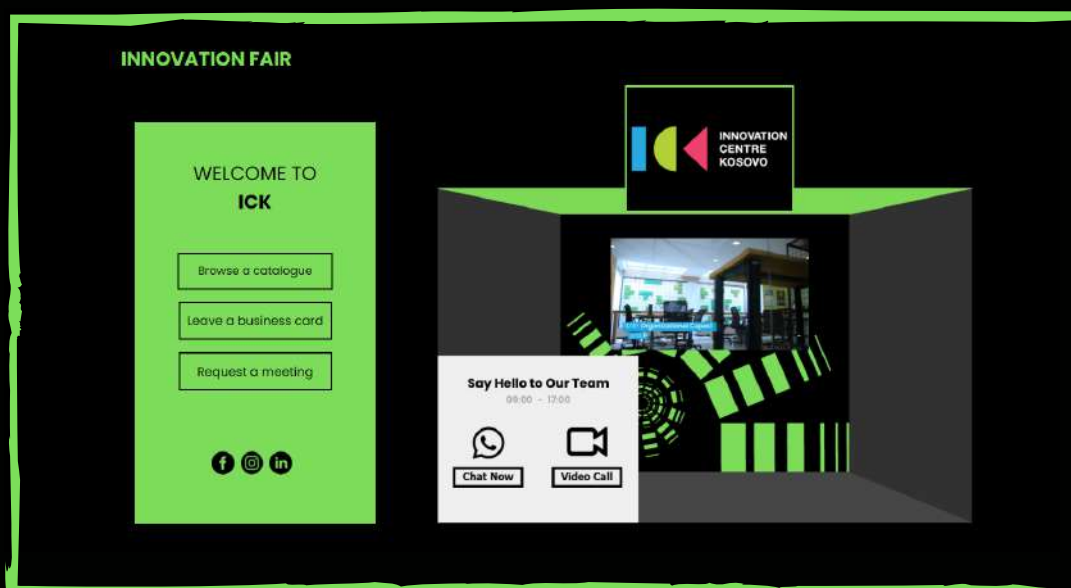 INNOVATION FAIR
WELCOME TO
ICK
Browse a catalogue
Leave a business card
Request a meeting
INNOVATION
CENTRE
KOSOVO
Say Hello to Our Team
09:00 - 17:00
Chat Now
Video Call